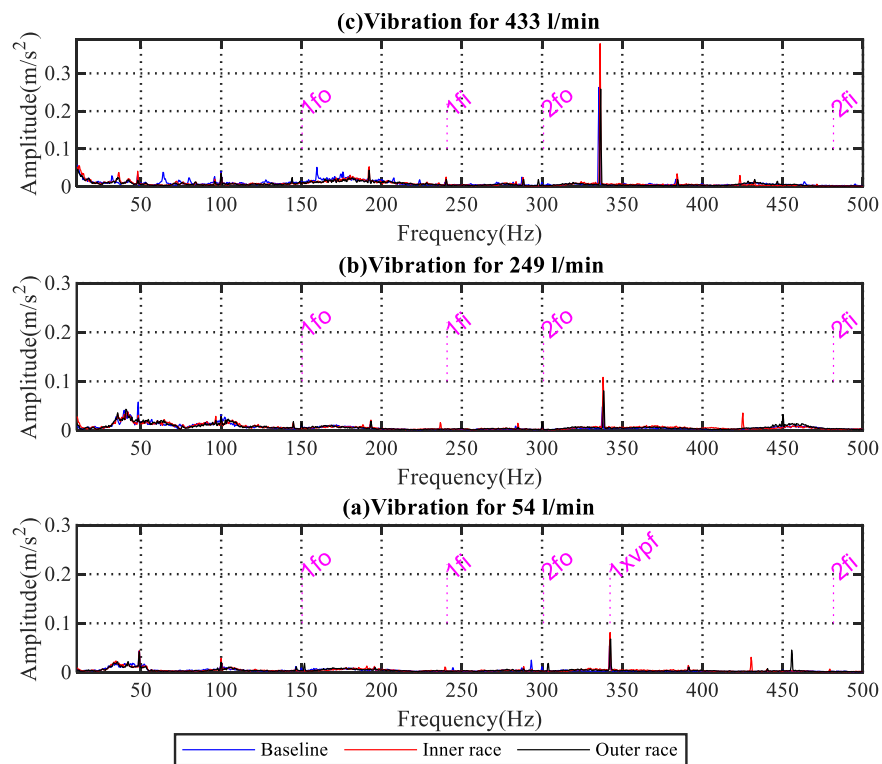 (c)Vibration for 433 l/min
Amplitude(m/s²)
0.3
0.2
0.1
0
1fo
1fi
2fo
2fi
50 100 150 200 250 300 350 400 450 500
Frequency(Hz)
(b)Vibration for 249 l/min
Amplitude(m/s²)
0.3
0.2
0.1
0
1fo
1fi
2fo
2fi
50 100 150 200 250 300 350 400 450 500
Frequency(Hz)
(a)Vibration for 54 l/min
Amplitude(m/s²)
0.3
0.2
0.1
0
1fo
1fi
2fo
1xvpf
2fi
50 100 150 200 250 300 350 400 450 500
Frequency(Hz)
Baseline Inner race Outer race